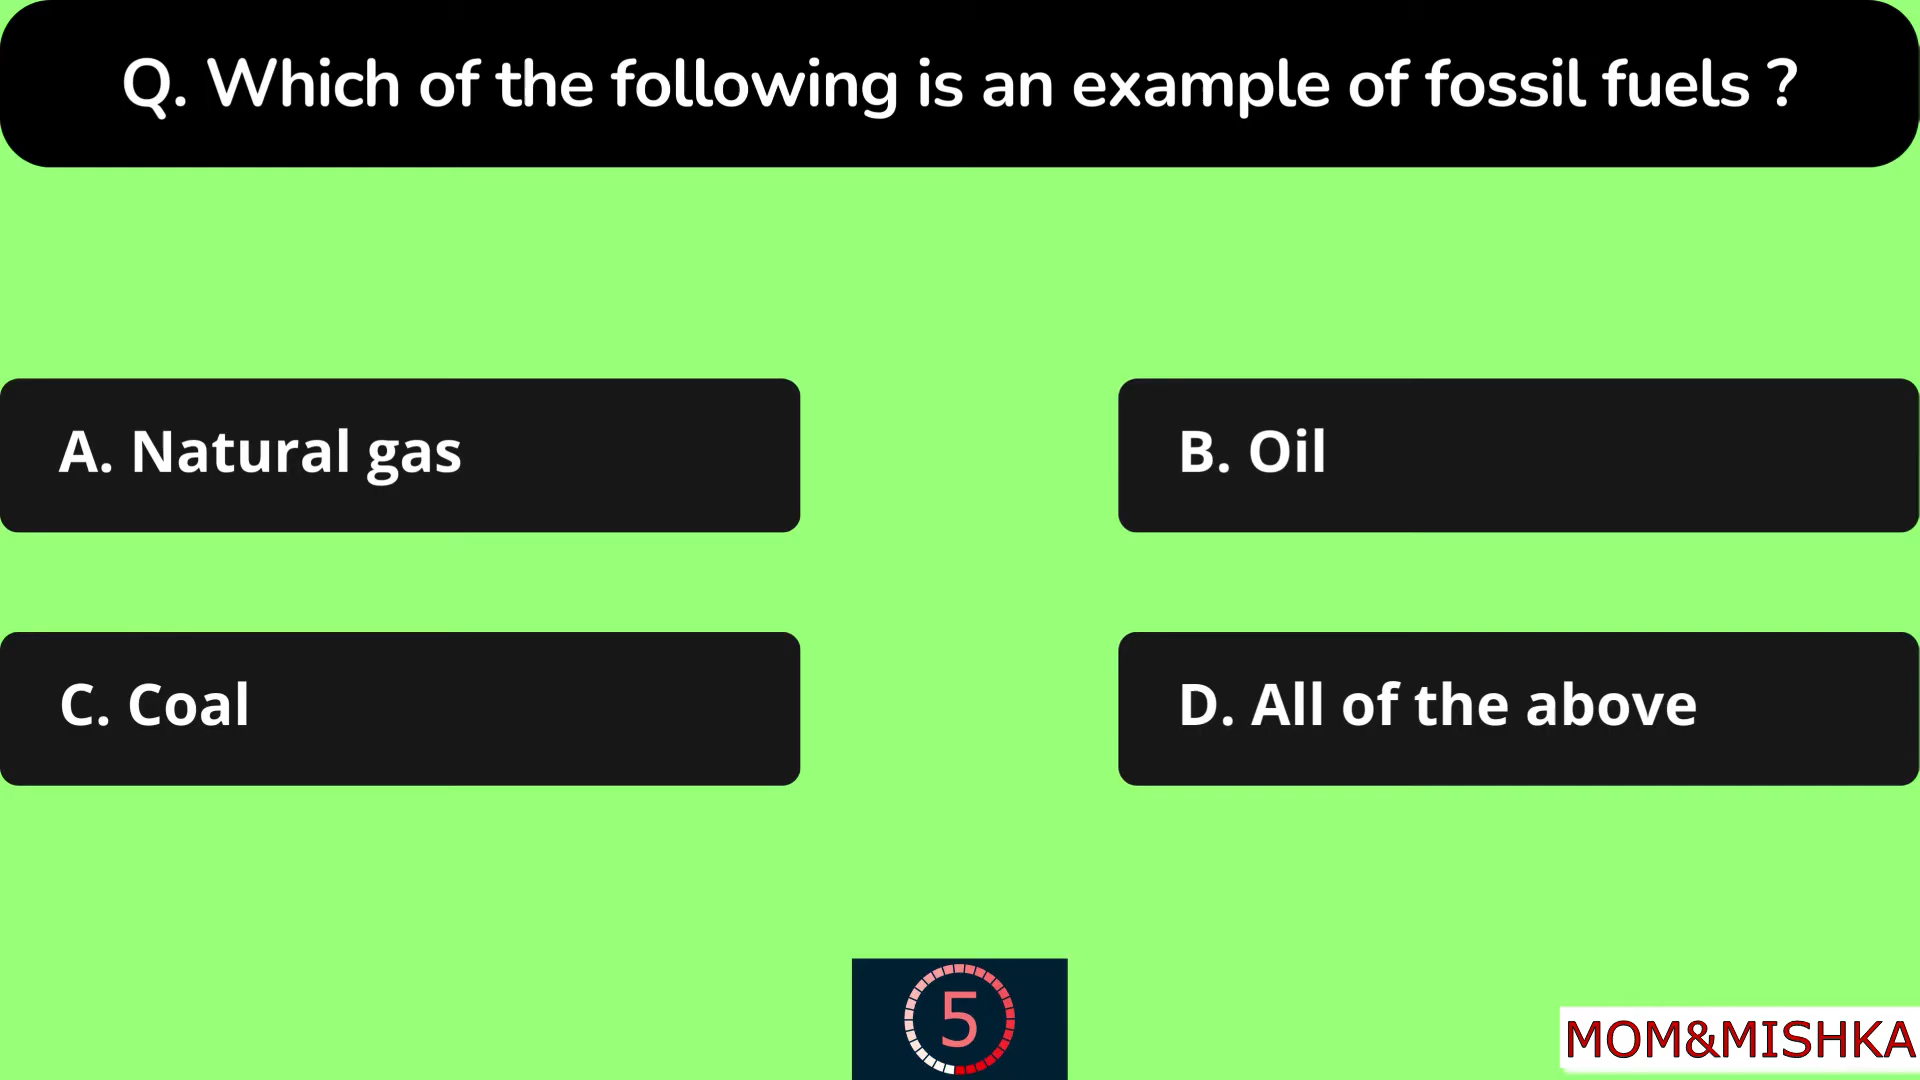 Q. Which of the following is an example of fossil fuels ?
A. Natural gas
B. Oil
C. Coal
D. All of the above
5
MOM&MISHKA